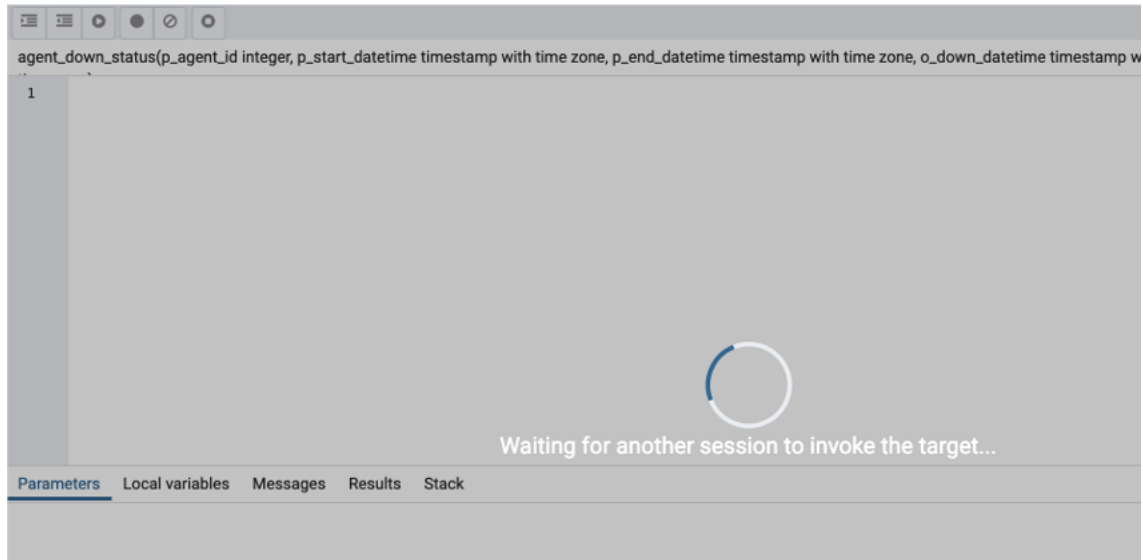 agent_down_status(p_agent_id integer, p_start_datetime timestamp with time zone, p_end_datetime timestamp with time zone, o_down_datetime timestamp w
1
Waiting for another session to invoke the target...
Parameters Local variables Messages Results Stack